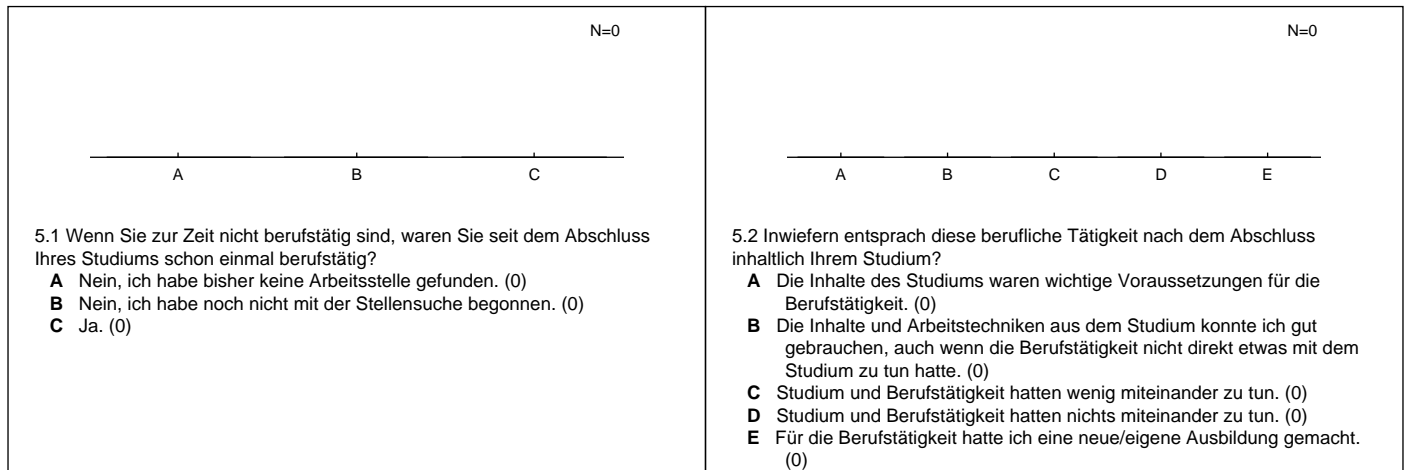 N=0
A B C
5.1 Wenn Sie zur Zeit nicht berufstätig sind, waren Sie seit dem Abschluss
Ihres Studiums schon einmal berufstätig?
A Nein, ich habe bisher keine Arbeitsstelle gefunden. (0)
B Nein, ich habe noch nicht mit der Stellensuche begonnen. (0)
C Ja. (0)
N=0
A B C D E
5.2 Inwiefern entsprach diese berufliche Tätigkeit nach dem Abschluss
inhaltlich Ihrem Studium?
A Die Inhalte des Studiums waren wichtige Voraussetzungen für die
Berufstätigkeit. (0)
B Die Inhalte und Arbeitstechniken aus dem Studium konnte ich gut
gebrauchen, auch wenn die Berufstätigkeit nicht direkt etwas mit dem
Studium zu tun hatte. (0)
C Studium und Berufstätigkeit hatten wenig miteinander zu tun. (0)
D Studium und Berufstätigkeit hatten nichts miteinander zu tun. (0)
E Für die Berufstätigkeit hatte ich eine neue/eigene Ausbildung gemacht.
(0)